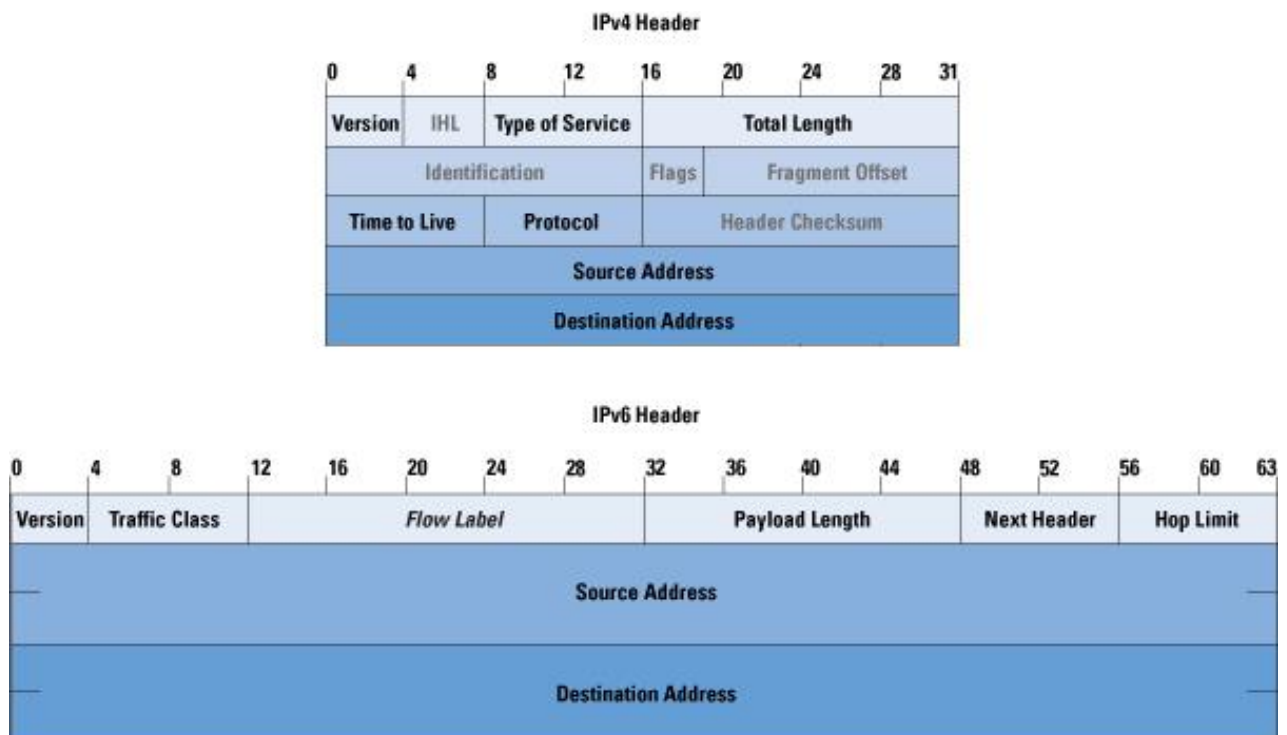 IPv4 Header
0 4 8 12 16 20 24 28 31
Version IHL Type of Service Total Length
Identification Flags Fragment Offset
Time to Live Protocol Header Checksum
Source Address
Destination Address
IPv6 Header
0 4 8 12 16 20 24 28 32 36 40 44 48 52 56 60 63
Version Traffic Class Flow Label Payload Length Next Header Hop Limit
Source Address
Destination Address